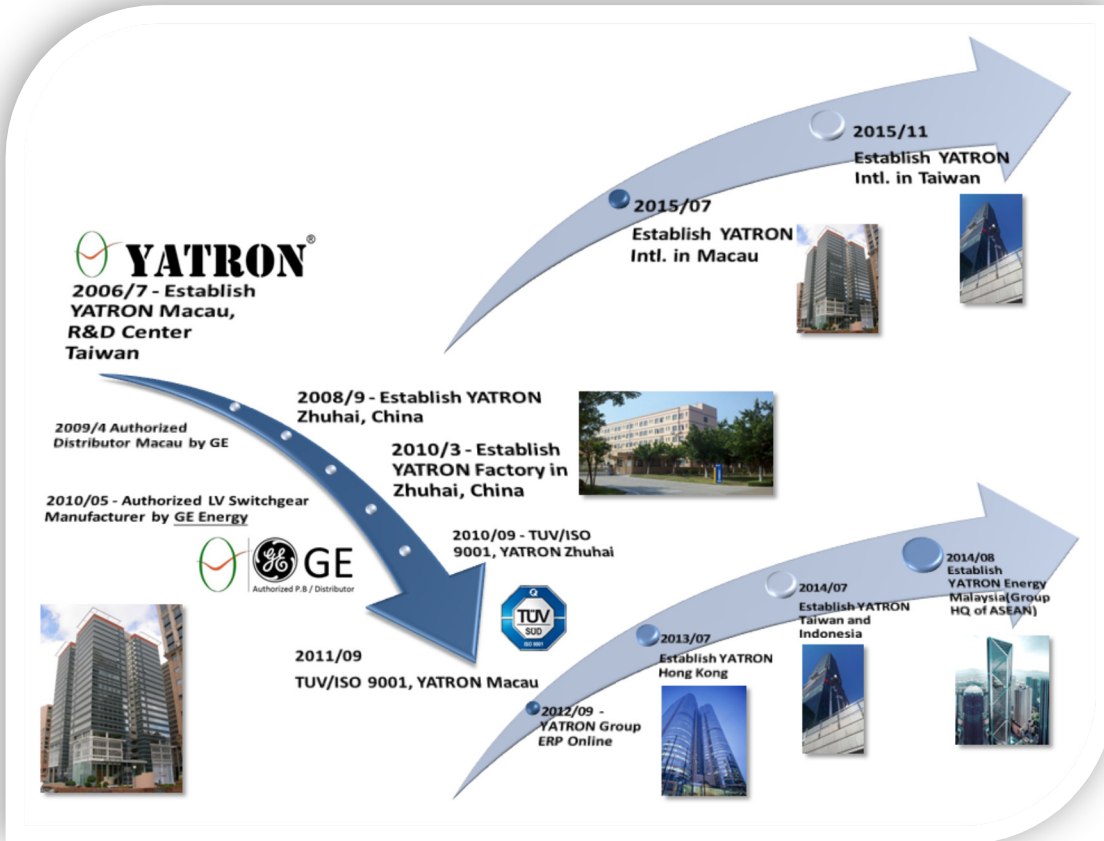 YATRON®
2006/7 - Establish
YATRON Macau,
R&D Center
Taiwan
2008/9 - Establish YATRON
Zhuhai, China
2009/4 Authorized
Distributor Macau by GE
2010/3 - Establish
YATRON Factory in
Zhuhai, China
2010/05 - Authorized LV Switchgear
Manufacturer by GE Energy
GE
Authorized P.B / Distributor
2010/09 - TUV/ISO
9001, YATRON Zhuhai
TÜV
SÜD
ISO 9001
2011/09
TUV/ISO 9001, YATRON Macau
2012/09 -
YATRON Group
ERP Online
2013/07
Establish YATRON
Hong Kong
2014/07
Establish YATRON
Taiwan and
Indonesia
2014/08
Establish
YATRON Energy
Malaysia(Group
HQ of ASEAN)
2015/07
Establish YATRON
Intl. in Macau
2015/11
Establish YATRON
Intl. in Taiwan